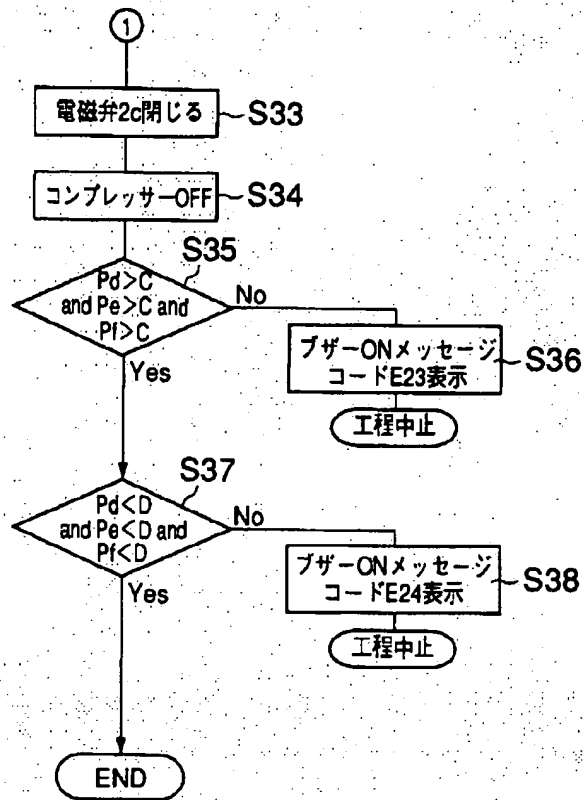 1
電磁弁2c閉じる
S33
コンプレッサーOFF
S34
S35
Pd>C
and Pe>C and
Pf>C
No
Yes
ブザーONメッセージ
コードE23表示
S36
工程中止
S37
Pd<D
and Pe<D and
Pf<D
No
Yes
ブザーONメッセージ
コードE24表示
S38
工程中止
END